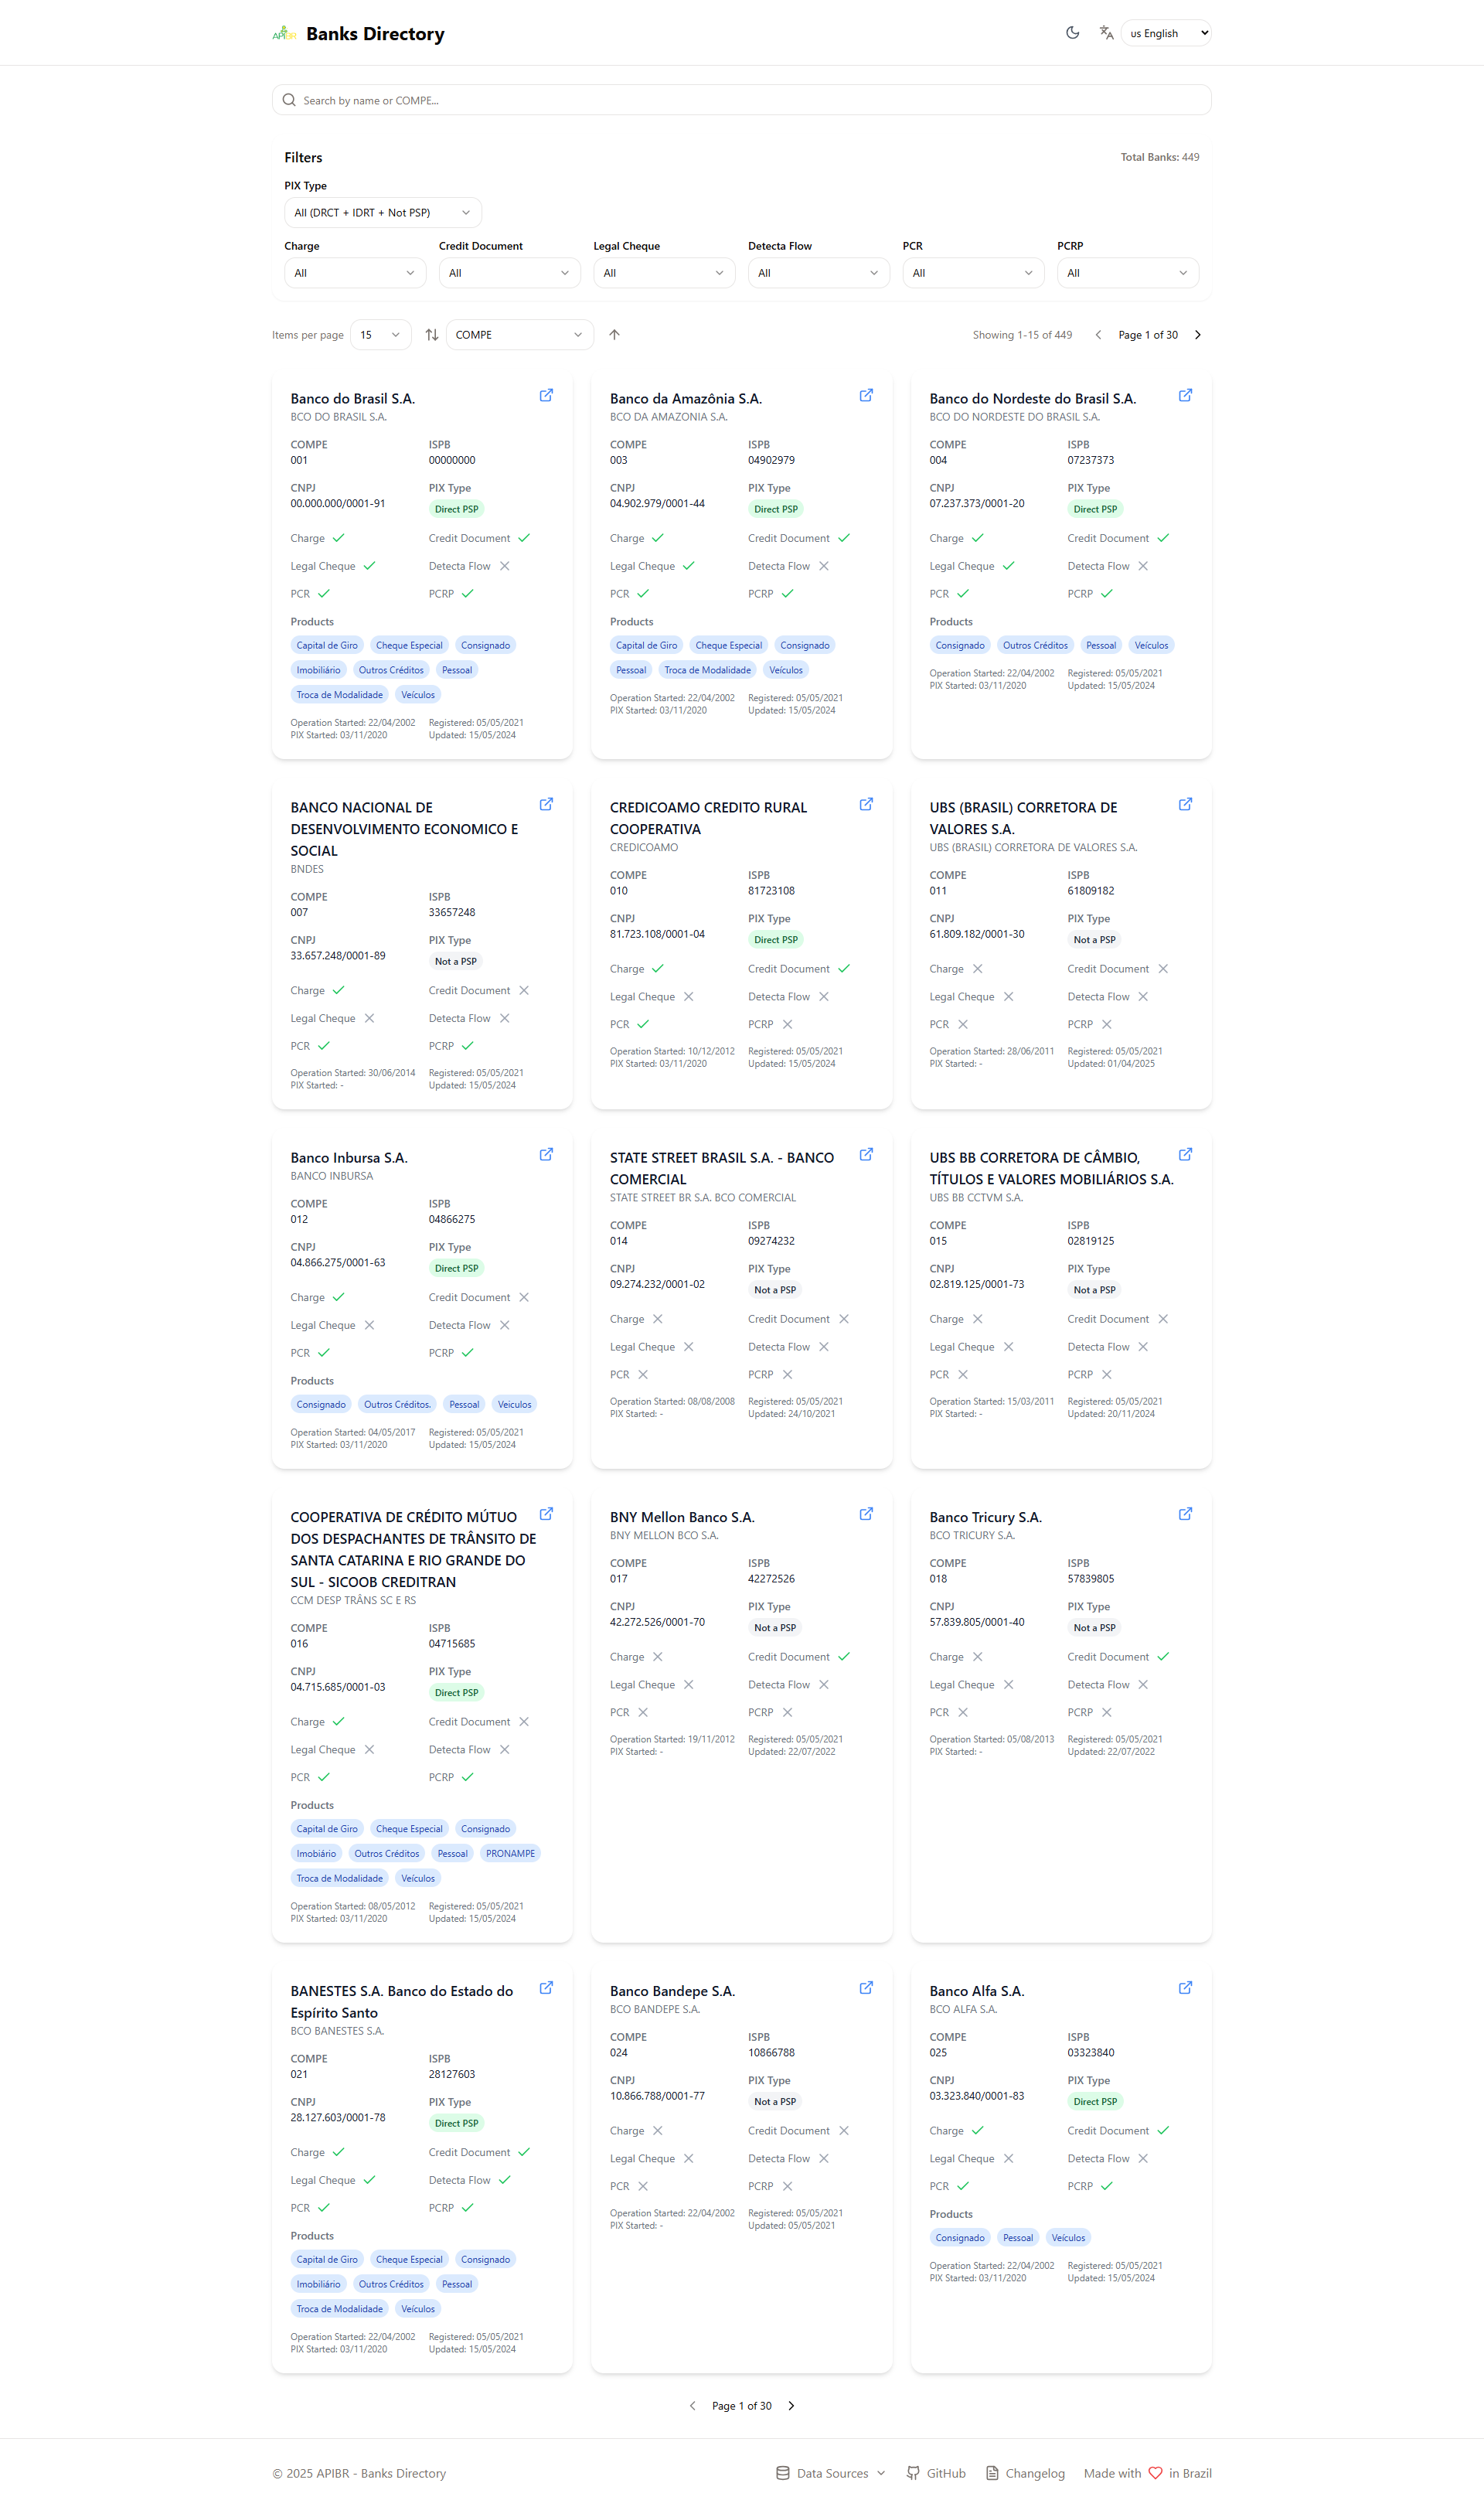 APIBR Banks Directory us English
Search by name or COMPE...
Filters Total Banks: 449
PIX Type
All (DRCT + IDRT + Not PSP)
Charge Credit Document Legal Cheque Detecta Flow PCR PCRP
All All All All All All
Items per page 15 COMPE Showing 1-15 of 449 Page 1 of 30
Banco do Brasil S.A.
BCO DO BRASIL S.A.
COMPE ISPB
001 00000000
CNPJ PIX Type
00.000.000/0001-91 Direct PSP
Charge Credit Document
Legal Cheque Detecta Flow
PCR PCRP
Products
Capital de Giro Cheque Especial Consignado
Imobiliário Outros Créditos Pessoal
Troca de Modalidade Veículos
Operation Started: 22/04/2002 Registered: 05/05/2021
PIX Started: 03/11/2020 Updated: 15/05/2024
Banco da Amazônia S.A.
BCO DA AMAZONIA S.A.
COMPE ISPB
003 04902979
CNPJ PIX Type
04.902.979/0001-44 Direct PSP
Charge Credit Document
Legal Cheque Detecta Flow
PCR PCRP
Products
Capital de Giro Cheque Especial Consignado
Pessoal Troca de Modalidade Veículos
Operation Started: 22/04/2002 Registered: 05/05/2021
PIX Started: 03/11/2020 Updated: 15/05/2024
Banco do Nordeste do Brasil S.A.
BCO DO NORDESTE DO BRASIL S.A.
COMPE ISPB
004 07237373
CNPJ PIX Type
07.237.373/0001-20 Direct PSP
Charge Credit Document
Legal Cheque Detecta Flow
PCR PCRP
Products
Consignado Outros Créditos Pessoal Veículos
Operation Started: 22/04/2002 Registered: 05/05/2021
PIX Started: 03/11/2020 Updated: 15/05/2024
BANCO NACIONAL DE
DESENVOLVIMENTO ECONOMICO E
SOCIAL
BNDES
COMPE ISPB
007 33657248
CNPJ PIX Type
33.657.248/0001-89 Not a PSP
Charge Credit Document
Legal Cheque Detecta Flow
PCR PCRP
Operation Started: 30/06/2014 Registered: 05/05/2021
PIX Started: - Updated: 15/05/2024
CREDICOAMO CREDITO RURAL
COOPERATIVA
CREDICOAMO
COMPE ISPB
010 81723108
CNPJ PIX Type
81.723.108/0001-04 Direct PSP
Charge Credit Document
Legal Cheque Detecta Flow
PCR PCRP
Operation Started: 10/12/2012 Registered: 05/05/2021
PIX Started: 03/11/2020 Updated: 15/05/2024
UBS (BRASIL) CORRETORA DE
VALORES S.A.
UBS (BRASIL) CORRETORA DE VALORES S.A.
COMPE ISPB
011 61809182
CNPJ PIX Type
61.809.182/0001-30 Not a PSP
Charge Credit Document
Legal Cheque Detecta Flow
PCR PCRP
Operation Started: 28/06/2011 Registered: 05/05/2021
PIX Started: - Updated: 01/04/2025
Banco Inbursa S.A.
BANCO INBURSA
COMPE ISPB
012 04866275
CNPJ PIX Type
04.866.275/0001-63 Direct PSP
Charge Credit Document
Legal Cheque Detecta Flow
PCR PCRP
Products
Consignado Outros Créditos. Pessoal Veiculos
Operation Started: 04/05/2017 Registered: 05/05/2021
PIX Started: 03/11/2020 Updated: 15/05/2024
STATE STREET BRASIL S.A. - BANCO
COMERCIAL
STATE STREET BR S.A. BCO COMERCIAL
COMPE ISPB
014 09274232
CNPJ PIX Type
09.274.232/0001-02 Not a PSP
Charge Credit Document
Legal Cheque Detecta Flow
PCR PCRP
Operation Started: 08/08/2008 Registered: 05/05/2021
PIX Started: - Updated: 24/10/2021
UBS BB CORRETORA DE CÂMBIO,
TÍTULOS E VALORES MOBILIÁRIOS S.A.
UBS BB CCTVM S.A.
COMPE ISPB
015 02819125
CNPJ PIX Type
02.819.125/0001-73 Not a PSP
Charge Credit Document
Legal Cheque Detecta Flow
PCR PCRP
Operation Started: 15/03/2011 Registered: 05/05/2021
PIX Started: - Updated: 20/11/2024
COOPERATIVA DE CRÉDITO MÚTUO
DOS DESPACHANTES DE TRÂNSITO DE
SANTA CATARINA E RIO GRANDE DO
SUL - SICOOB CREDITRAN
CCM DESP TRÂNS SC E RS
COMPE ISPB
016 04715685
CNPJ PIX Type
04.715.685/0001-03 Direct PSP
Charge Credit Document
Legal Cheque Detecta Flow
PCR PCRP
Products
Capital de Giro Cheque Especial Consignado
Imobiário Outros Créditos Pessoal PRONAMPE
Troca de Modalidade Veículos
Operation Started: 08/05/2012 Registered: 05/05/2021
PIX Started: 03/11/2020 Updated: 15/05/2024
BNY Mellon Banco S.A.
BNY MELLON BCO S.A.
COMPE ISPB
017 42272526
CNPJ PIX Type
42.272.526/0001-70 Not a PSP
Charge Credit Document
Legal Cheque Detecta Flow
PCR PCRP
Operation Started: 19/11/2012 Registered: 05/05/2021
PIX Started: - Updated: 22/07/2022
Banco Tricury S.A.
BCO TRICURY S.A.
COMPE ISPB
018 57839805
CNPJ PIX Type
57.839.805/0001-40 Not a PSP
Charge Credit Document
Legal Cheque Detecta Flow
PCR PCRP
Operation Started: 05/08/2013 Registered: 05/05/2021
PIX Started: - Updated: 22/07/2022
BANESTES S.A. Banco do Estado do
Espírito Santo
BCO BANESTES S.A.
COMPE ISPB
021 28127603
CNPJ PIX Type
28.127.603/0001-78 Direct PSP
Charge Credit Document
Legal Cheque Detecta Flow
PCR PCRP
Products
Capital de Giro Cheque Especial Consignado
Imobiliário Outros Créditos Pessoal
Troca de Modalidade Veículos
Operation Started: 22/04/2002 Registered: 05/05/2021
PIX Started: 03/11/2020 Updated: 15/05/2024
Banco Bandepe S.A.
BCO BANDEPE S.A.
COMPE ISPB
024 10866788
CNPJ PIX Type
10.866.788/0001-77 Not a PSP
Charge Credit Document
Legal Cheque Detecta Flow
PCR PCRP
Operation Started: 22/04/2002 Registered: 05/05/2021
PIX Started: - Updated: 05/05/2021
Banco Alfa S.A.
BCO ALFA S.A.
COMPE ISPB
025 03323840
CNPJ PIX Type
03.323.840/0001-83 Direct PSP
Charge Credit Document
Legal Cheque Detecta Flow
PCR PCRP
Products
Consignado Pessoal Veículos
Operation Started: 22/04/2002 Registered: 05/05/2021
PIX Started: 03/11/2020 Updated: 15/05/2024
Page 1 of 30
© 2025 APIBR - Banks Directory Data Sources GitHub Changelog Made with in Brazil